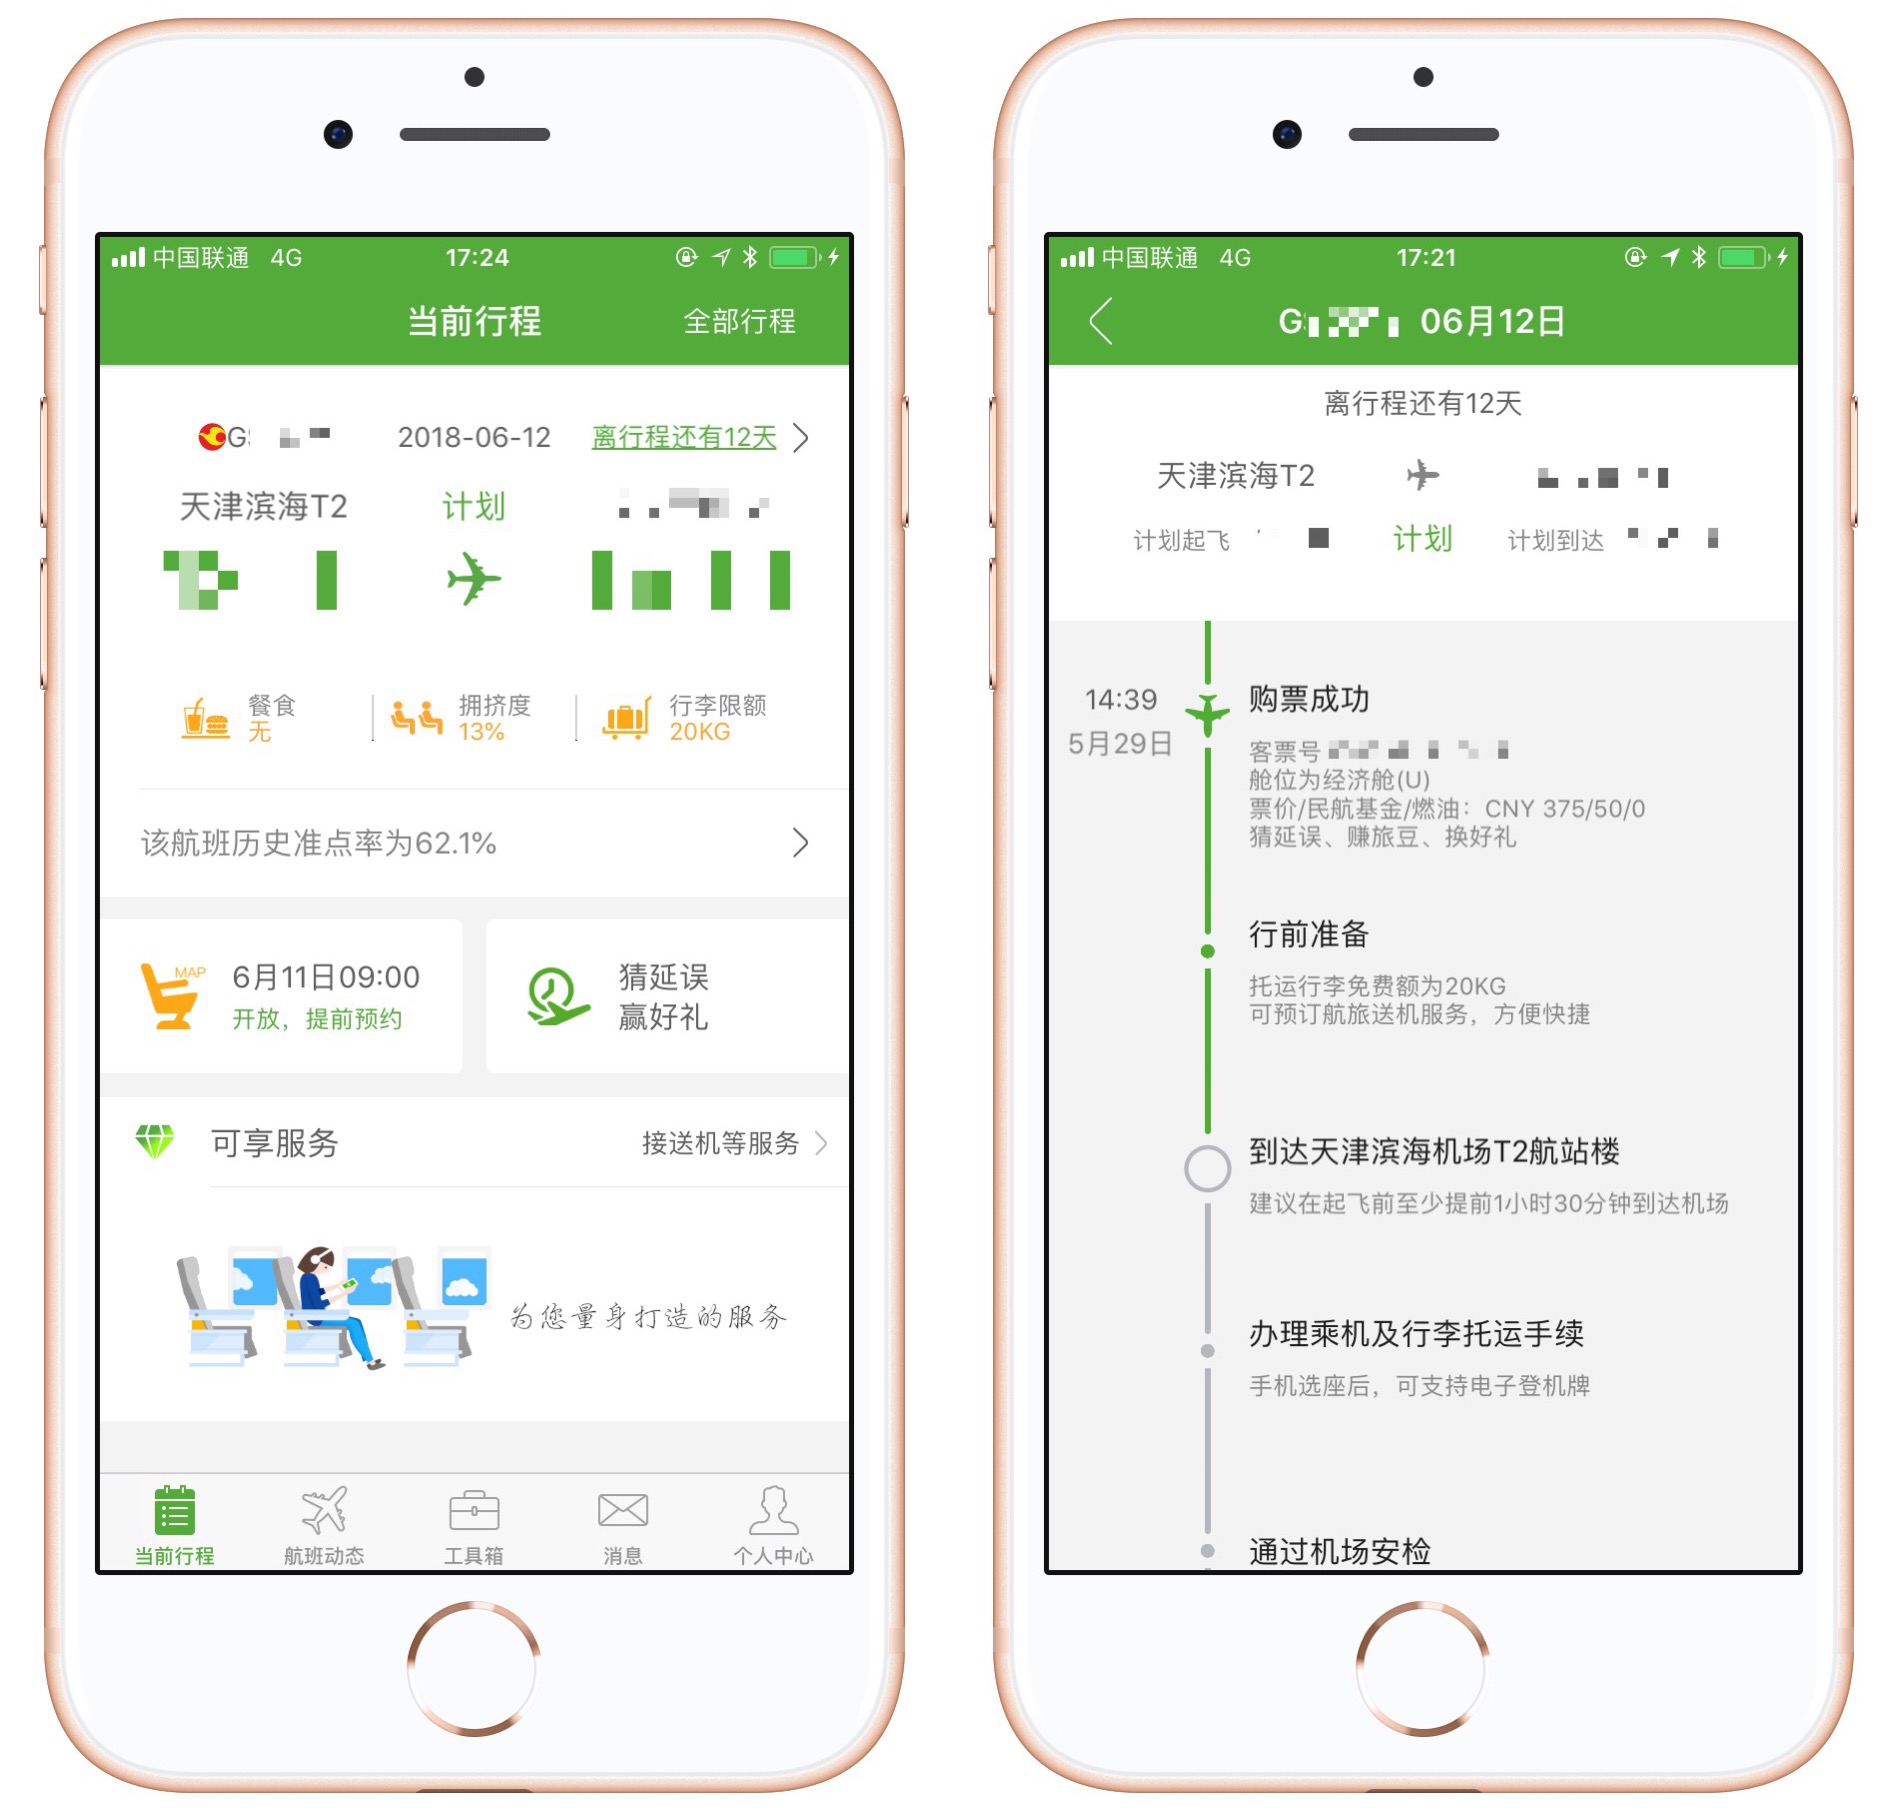 中国联通 4G 17:24
当前行程 全部行程
2018-06-12 离行程还有12天
天津滨海T2 计划
餐食 拥挤度 行李限额
无 13% 20KG
该航班历史准点率为62.1%
MAP 6月11日09:00
开放，提前预约
猜延误
赢好礼
可享服务 接送机等服务
为您量身打造的服务
当前行程 航班动态 工具箱 消息 个人中心
中国联通 4G 17:21
06月12日
离行程还有12天
天津滨海T2
计划起飞 计划 计划到达
14:39
5月29日
购票成功
客票号
舱位为经济舱(U)
票价/民航基金/燃油：CNY 375/50/0
猜延误、赚旅豆、换好礼
行前准备
托运行李免费额为20KG
可预订航旅送机服务，方便快捷
到达天津滨海机场T2航站楼
建议在起飞前至少提前1小时30分钟到达机场
办理乘机及行李托运手续
手机选座后，可支持电子登机牌
通过机场安检